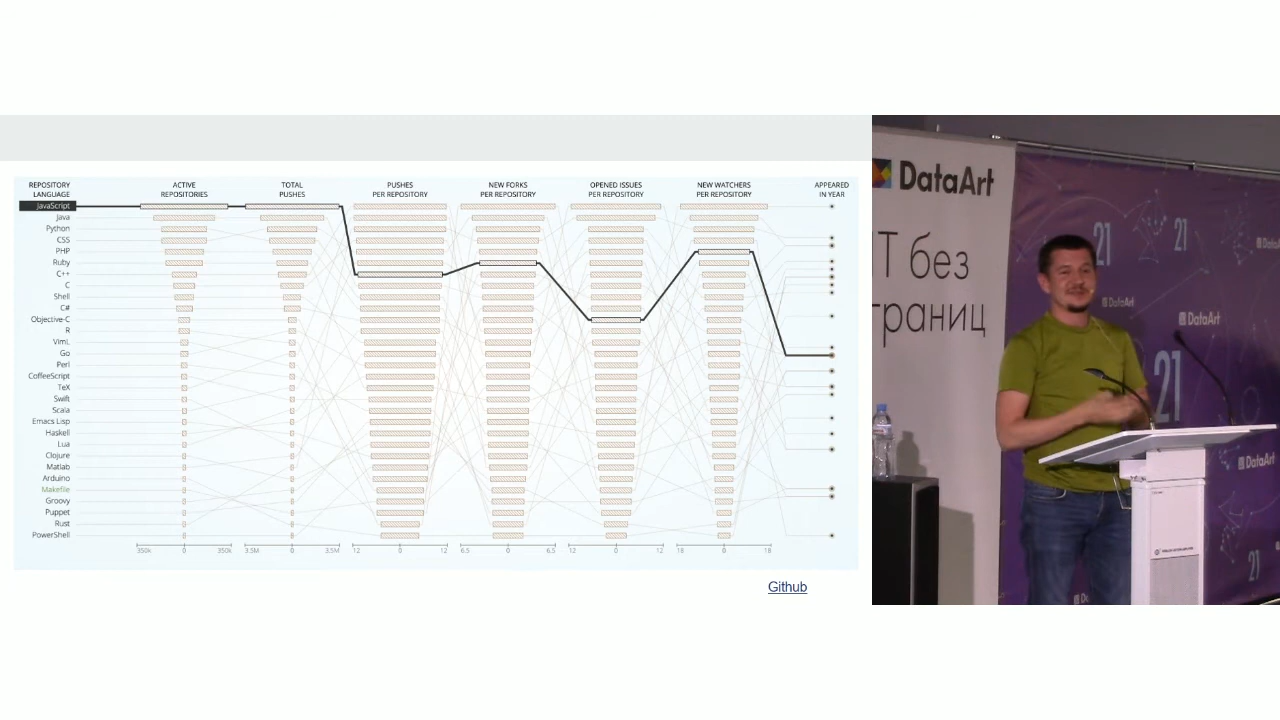 REPOSITORY
LANGUAGE
ACTIVE
REPOSITORIES
TOTAL
PUSHES
PUSHES
PER REPOSITORY
NEW FORKS
PER REPOSITORY
OPENED ISSUES
PER REPOSITORY
NEW WATCHERS
PER REPOSITORY
APPEARED
IN YEAR
JavaScript
Java
Python
CSS
PHP
Ruby
C++
C
Shell
C#
Objective-C
R
VimL
Go
Perl
CoffeeScript
TeX
Swift
Scala
Emacs Lisp
Haskell
Lua
Clojure
Matlab
Arduino
Makefile
Groovy
Puppet
Rust
PowerShell
350k 0 350k 3.5M 0 3.5M 12 0 12 6.5 0 6.5 12 0 12 18 0 18
Github
DataArt
IT без
границ
21
21
DataArt
DataArt
21
DataArt
21